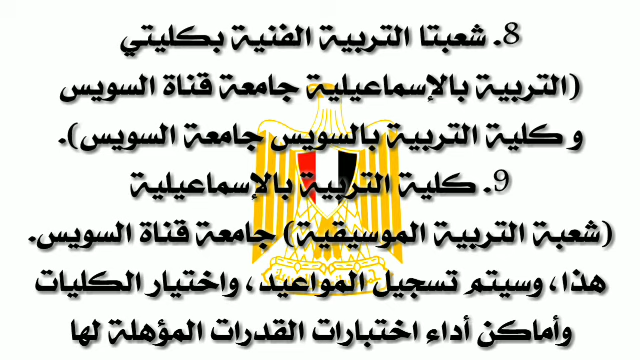 8. شعبتا التربية الفنية بكليتي
(التربية بالإسماعيلية جامعة قناة السويس
و كلية التربية بالسويس جامعة السويس).
9. كلية التربية بالإسماعيلية
(شعبة التربية الموسيقية) جامعة قناة السويس.
هذا، وسيتم تسجيل المواعيد، واختيار الكليات
وأماكن أداء اختبارات القدرات المؤهلة لها